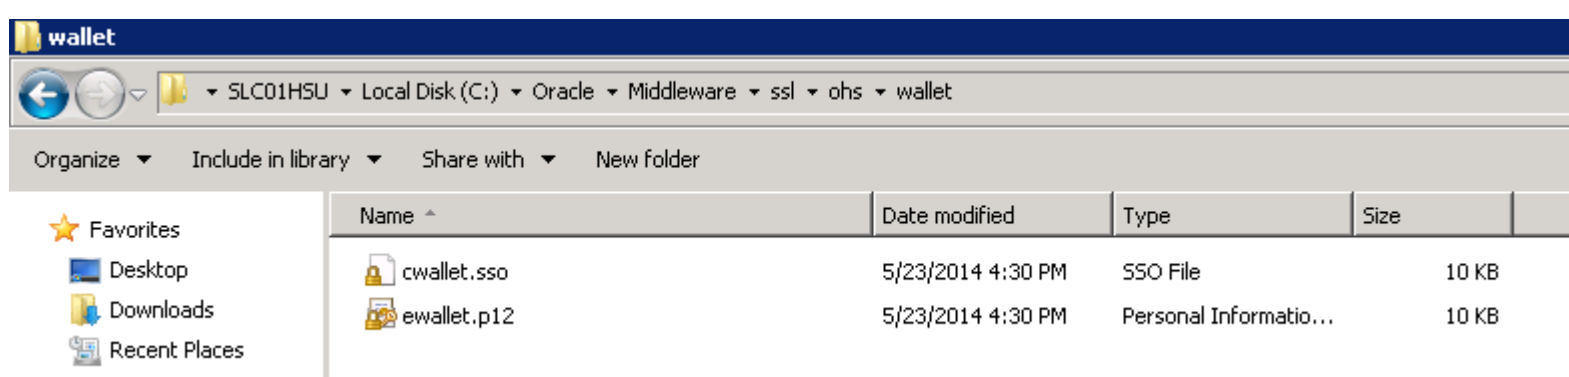 wallet
SLC01HSU Local Disk (C:) Oracle Middleware ssl ohs wallet
Organize Include in library Share with New folder
Favorites
Desktop
Downloads
Recent Places
Name Date modified Type Size
cwallet.sso 5/23/2014 4:30 PM SSO File 10 KB
ewallet.p12 5/23/2014 4:30 PM Personal Informatio... 10 KB